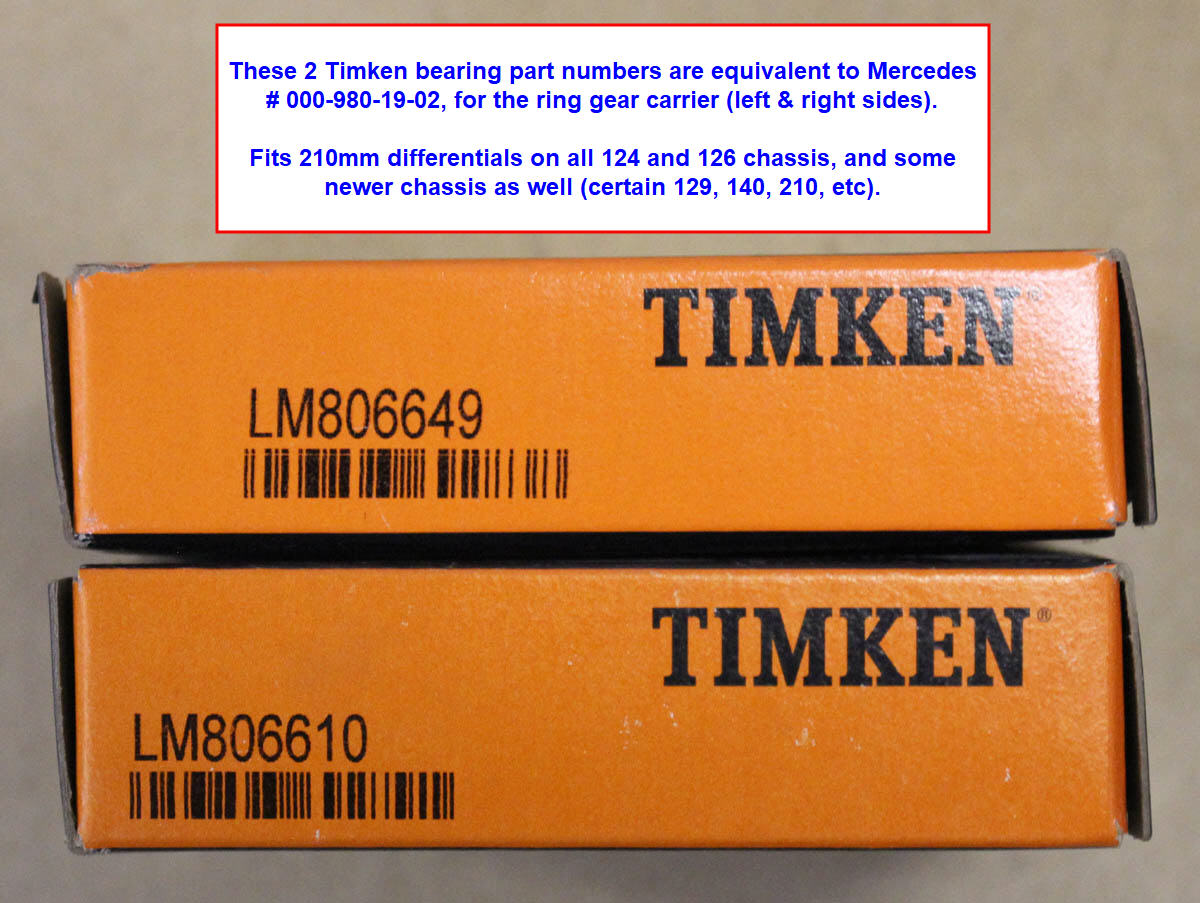 These 2 Timken bearing part numbers are equivalent to Mercedes
# 000-980-19-02, for the ring gear carrier (left & right sides).
Fits 210mm differentials on all 124 and 126 chassis, and some
newer chassis as well (certain 129, 140, 210, etc).
TIMKEN®
LM806649
TIMKEN®
LM806610